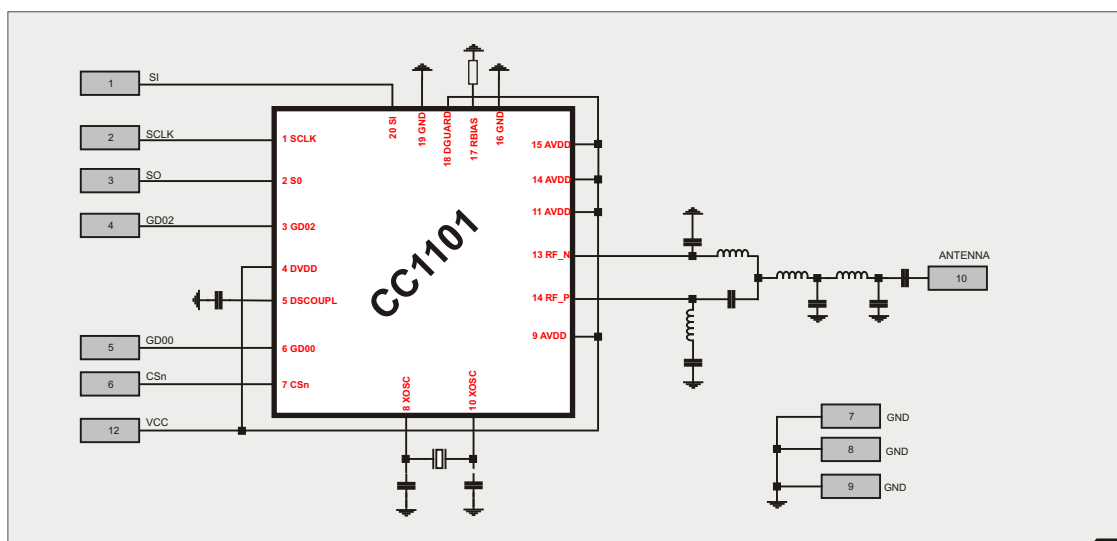 1 SI
2 SCLK
3 SO
4 GD02
5 GD00
6 CSn
12 VCC
20 SI
19 GND
18 DGUARD
17 RBIAS
16 GND
1 SCLK
2 S0
3 GD02
4 DVDD
5 DSCOUPL
6 GD00
7 CSn
CC1101
15 AVDD
14 AVDD
11 AVDD
13 RF_N
14 RF_P
9 AVDD
8 XOSC
10 XOSC
ANTENNA
10
7 GND
8 GND
9 GND